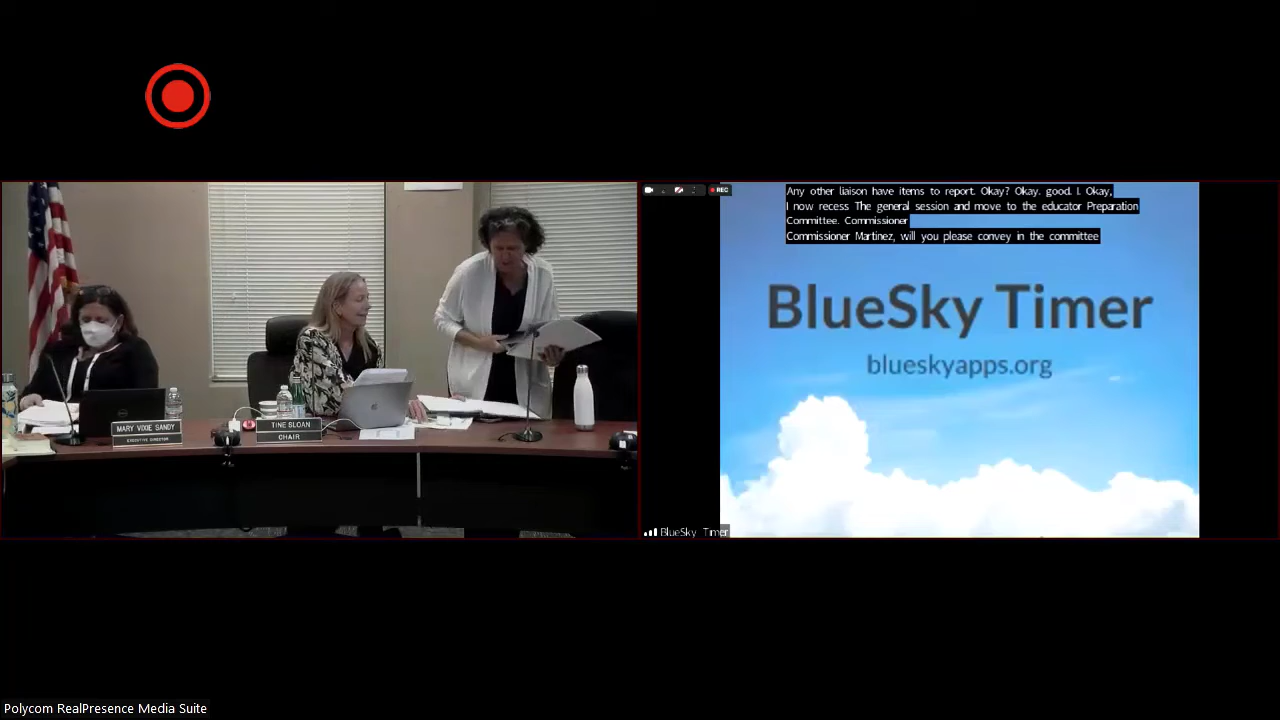 REC
Any other liaison have items to report. Okay? Okay. good. I. Okay,
I now recess The general session and move to the educator Preparation
Committee. Commissioner
Commissioner Martinez, will you please convey in the committee
BlueSky Timer
blueskyapps.org
MARY VIXIE SANDY
EXECUTIVE DIRECTOR
TINE SLOAN
CHAIR
BlueSky Timer
Polycom RealPresence Media Suite